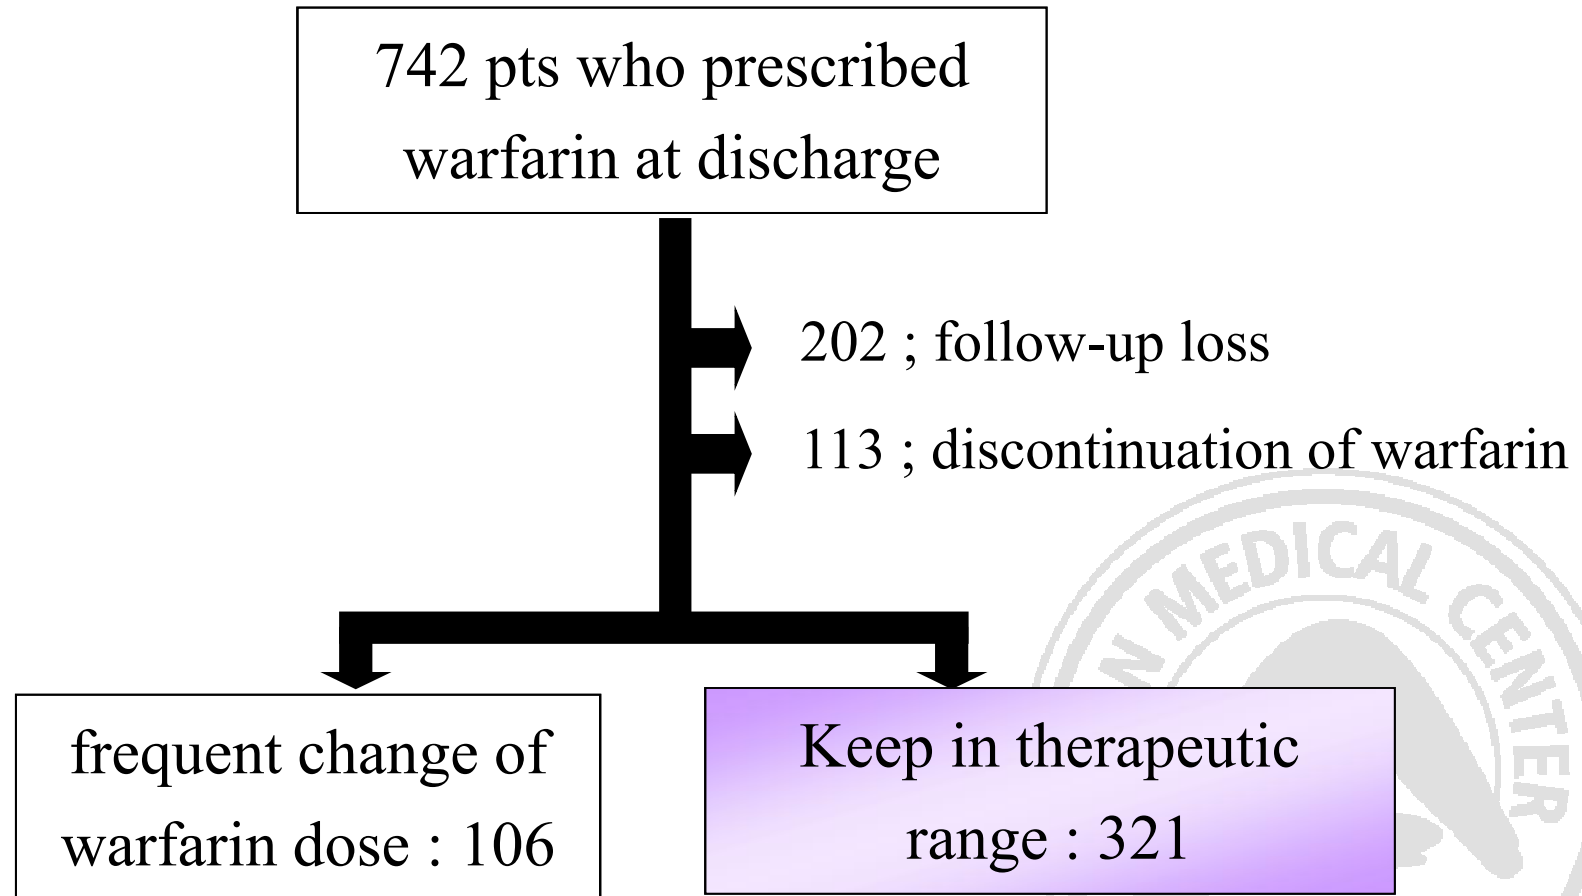 742 pts who prescribed
warfarin at discharge
202 ; follow-up loss
113 ; discontinuation of warfarin
frequent change of
warfarin dose : 106
Keep in therapeutic
range : 321
N MEDICAL CENTER